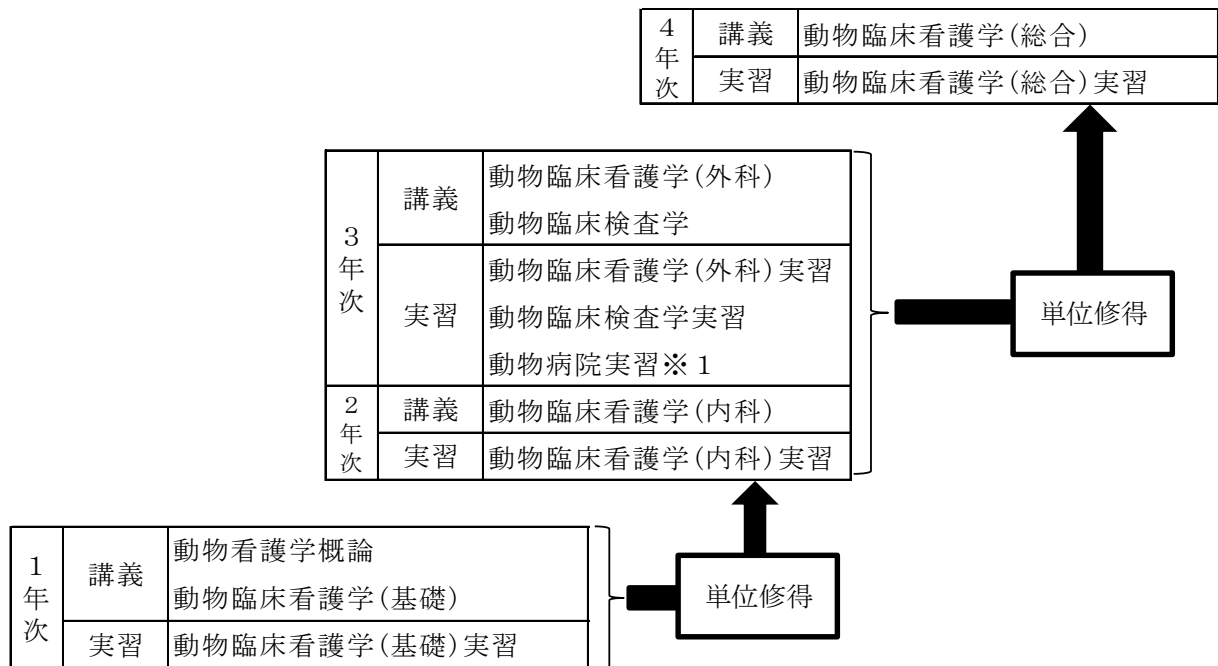 4年次
講義 動物臨床看護学(総合)
実習 動物臨床看護学(総合)実習
3年次
講義
動物臨床看護学(外科)
動物臨床検査学
実習
動物臨床看護学(外科)実習
動物臨床検査学実習
動物病院実習※1
単位修得
2年次
講義 動物臨床看護学(内科)
実習 動物臨床看護学(内科)実習
1年次
講義
動物看護学概論
動物臨床看護学(基礎)
実習 動物臨床看護学(基礎)実習
単位修得